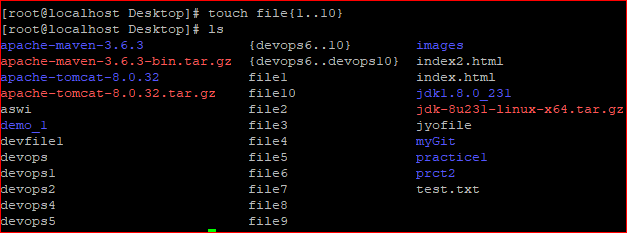 [root@localhost Desktop]# touch file{1..10}
[root@localhost Desktop]# ls
apache-maven-3.6.3 {devops6..10} images
apache-maven-3.6.3-bin.tar.gz {devops6..devops10} index2.html
apache-tomcat-8.0.32 file1 index.html
apache-tomcat-8.0.32.tar.gz file10 jdk1.8.0_231
aswi file2 jdk-8u231-linux-x64.tar.gz
demo_1 file3 jyofile
devfile1 file4 myGit
devops file5 practice1
devops1 file6 prct2
devops2 file7 test.txt
devops4 file8
devops5 file9